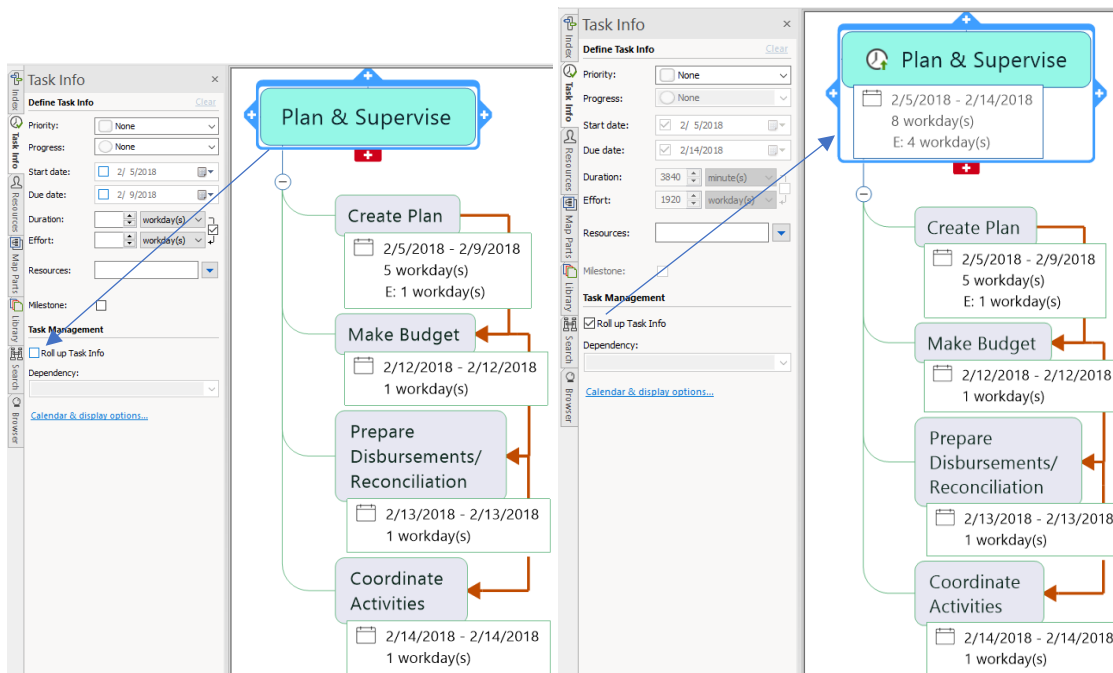 Task Info
×
Define Task Info
Clear
Priority:
None
Progress:
None
Start date:
2/ 5/2018
Due date:
2/ 9/2018
Duration:
workday(s)
Effort:
workday(s)
Resources:
Milestone:
Task Management
Roll up Task Info
Dependency:
Calendar & display options...
Index
Task Info
Resources
Map Parts
Library
Search
Browser
Plan & Supervise
Create Plan
2/5/2018 - 2/9/2018
5 workday(s)
E: 1 workday(s)
Make Budget
2/12/2018 - 2/12/2018
1 workday(s)
Prepare
Disbursements/
Reconciliation
2/13/2018 - 2/13/2018
1 workday(s)
Coordinate
Activities
2/14/2018 - 2/14/2018
1 workday(s)
Task Info
×
Define Task Info
Clear
Priority:
None
Progress:
None
Start date:
2/ 5/2018
Due date:
2/14/2018
Duration:
3840 minute(s)
Effort:
1920 workday(s)
Resources:
Milestone:
Task Management
Roll up Task Info
Dependency:
Calendar & display options...
Index
Task Info
Resources
Map Parts
Library
Search
Browser
Plan & Supervise
2/5/2018 - 2/14/2018
8 workday(s)
E: 4 workday(s)
Create Plan
2/5/2018 - 2/9/2018
5 workday(s)
E: 1 workday(s)
Make Budget
2/12/2018 - 2/12/2018
1 workday(s)
Prepare
Disbursements/
Reconciliation
2/13/2018 - 2/13/2018
1 workday(s)
Coordinate
Activities
2/14/2018 - 2/14/2018
1 workday(s)